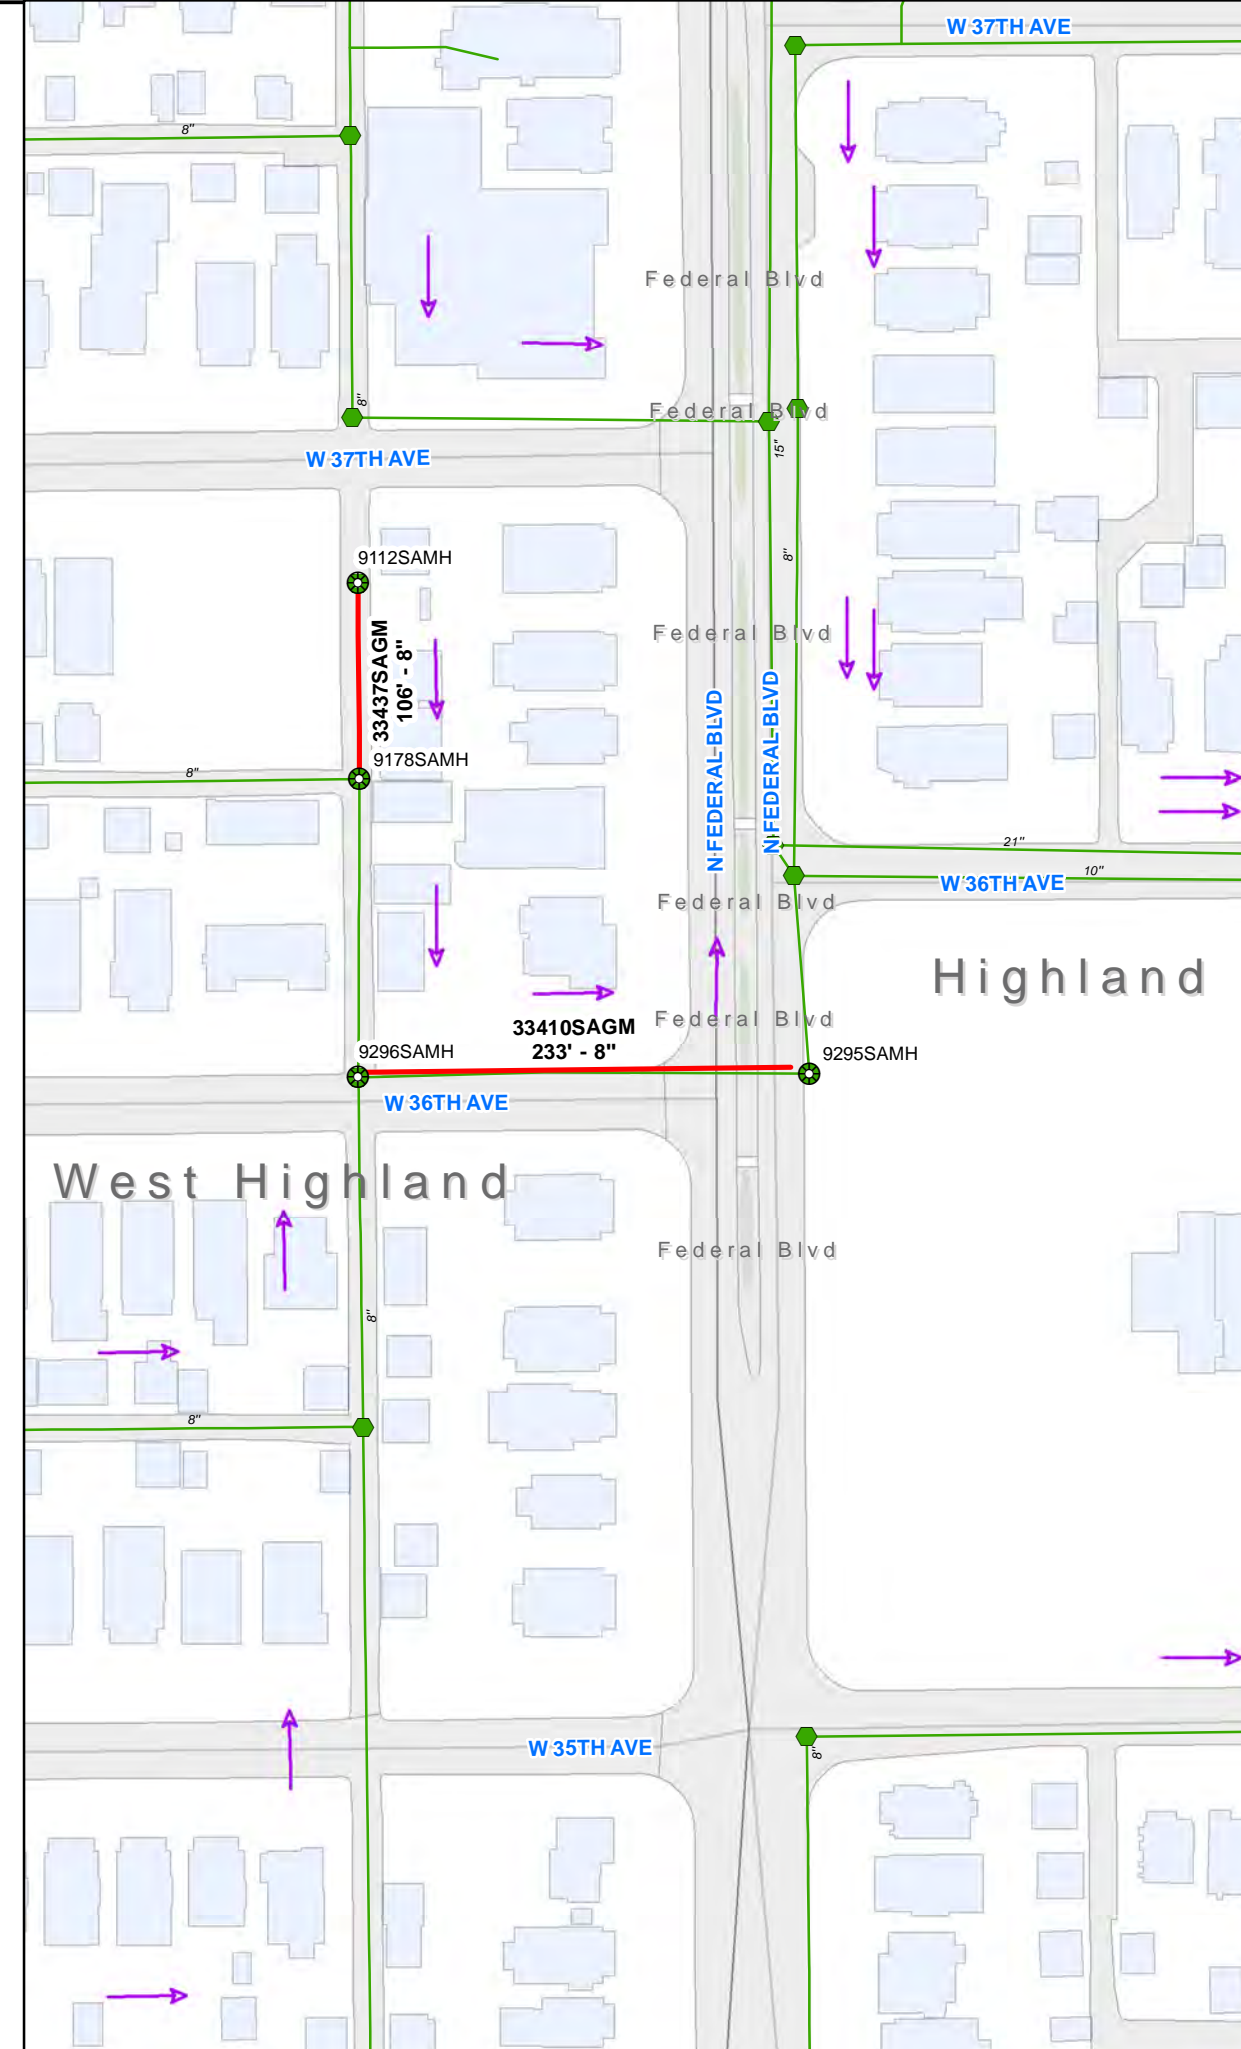 W 37TH AVE
8"
Federal Blvd
8"
Federal Blvd
15"
W 37TH AVE
9112SAMH
8"
33437SAGM
106' - 8"
Federal Blvd
9178SAMH
8"
N FEDERAL BLVD
N FEDERAL BLVD
21"
10"
W 36TH AVE
Federal Blvd
Highland
33410SAGM
233' - 8"
Federal Blvd
9296SAMH
9295SAMH
W 36TH AVE
West Highland
Federal Blvd
8"
8"
W 35TH AVE
8"